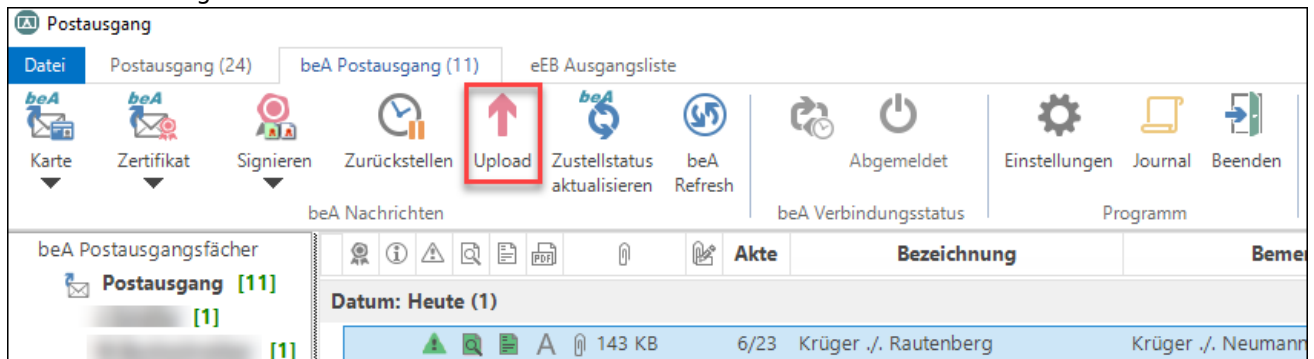 Postausgang
Datei Postausgang (24) beA Postausgang (11) eEB Ausgangsliste
beA beA beA
Karte Zertifikat Signieren Zurückstellen Upload Zustellstatus aktualisieren beA Refresh Abgemeldet Einstellungen Journal Beenden
beA Nachrichten beA Verbindungsstatus Programm
beA Postausgangsfächer PDF Akte Bezeichnung
Postausgang [11]
Datum: Heute (1)
[1]
A 143 KB 6/23 Krüger ./. Rautenberg Krüger ./. Neumann
[1]